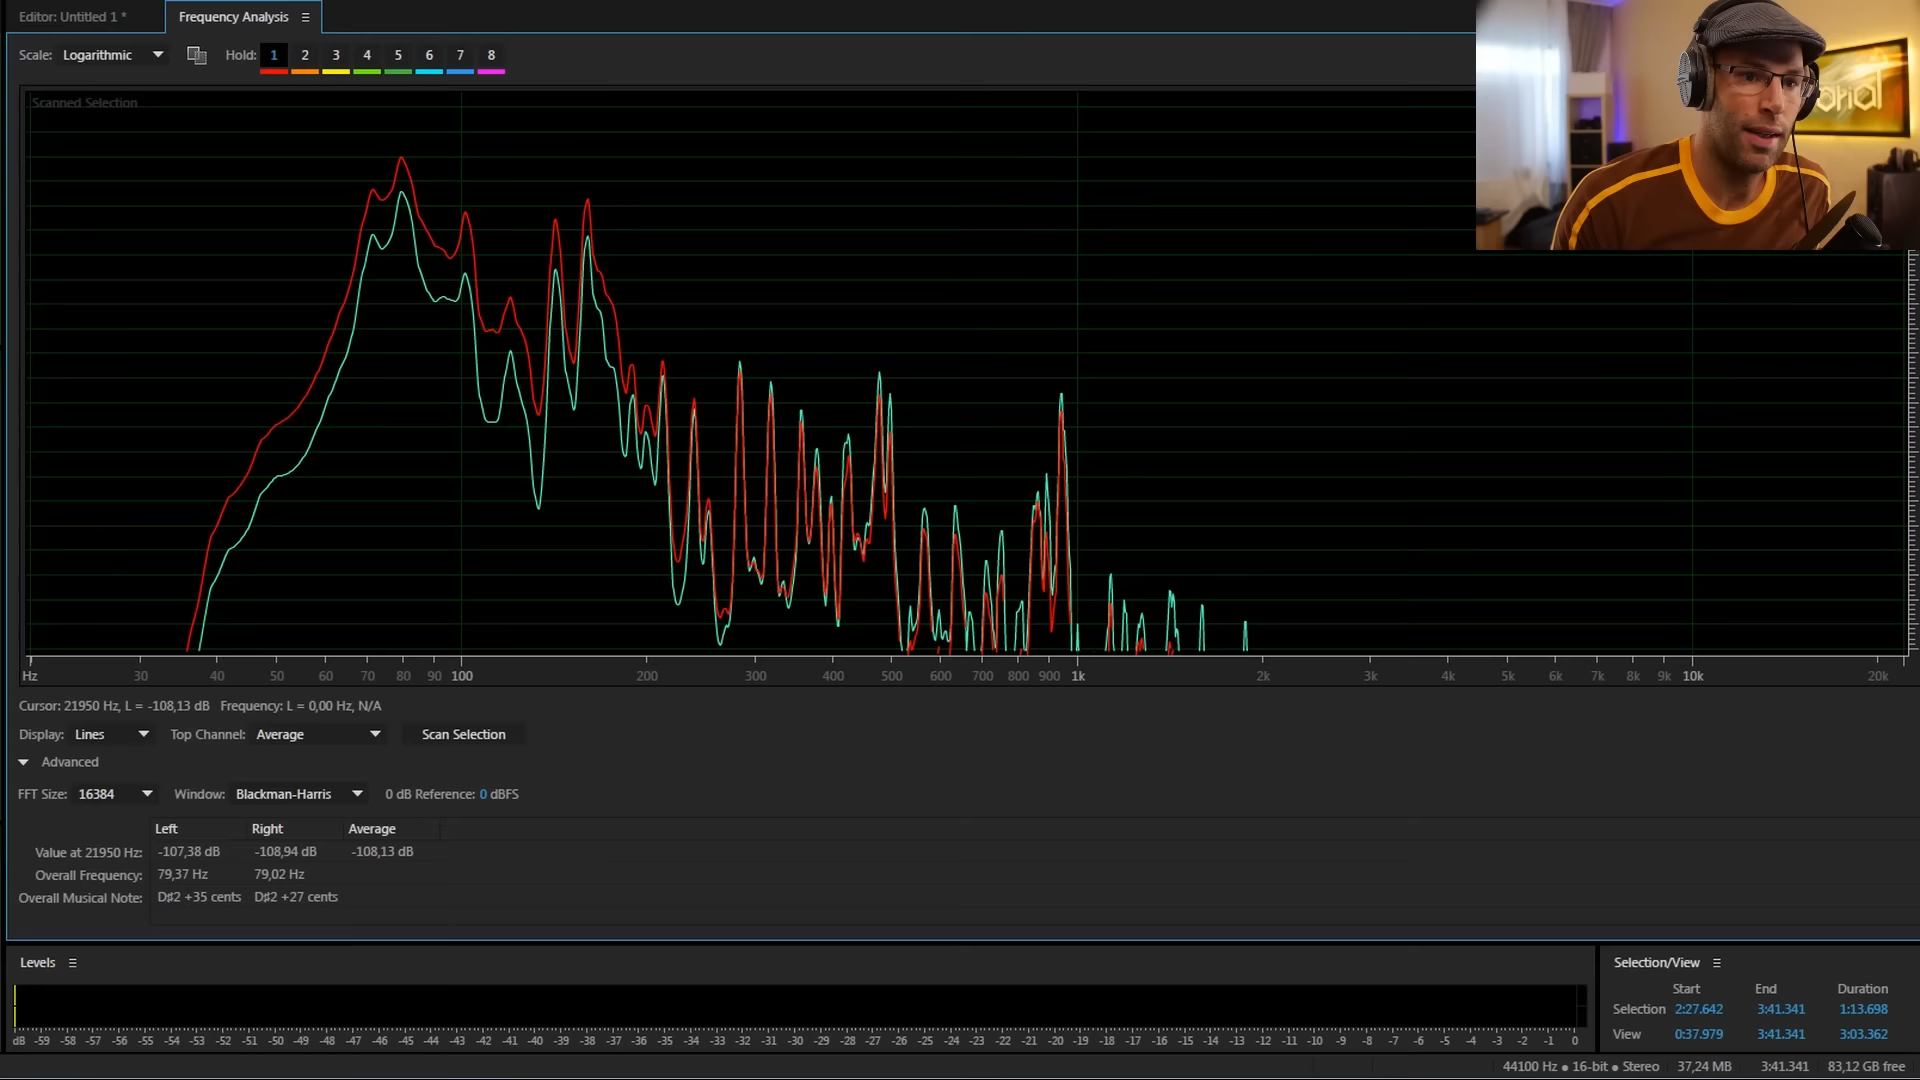 Editor: Untitled 1 *
Frequency Analysis
Scale: Logarithmic Hold: 1 2 3 4 5 6 7 8
Scanned Selection
Hz 30 40 50 60 70 80 90 100 200 300 400 500 600 700 800 900 1k 2k 3k 4k 5k 6k 7k 8k 9k 10k 20k
Cursor: 21950 Hz, L = -108,13 dB Frequency: L = 0,00 Hz, N/A
Display: Lines Top Channel: Average Scan Selection
Advanced
FFT Size: 16384 Window: Blackman-Harris 0 dB Reference: 0 dBFS
Left Right Average
Value at 21950 Hz: -107,38 dB -108,94 dB -108,13 dB
Overall Frequency: 79,37 Hz 79,02 Hz
Overall Musical Note: D♯2 +35 cents D♯2 +27 cents
Levels
dB -59 -58 -57 -56 -55 -54 -53 -52 -51 -50 -49 -48 -47 -46 -45 -44 -43 -42 -41 -40 -39 -38 -37 -36 -35 -34 -33 -32 -31 -30 -29 -28 -27 -26 -25 -24 -23 -22 -21 -20 -19 -18 -17 -16 -15 -14 -13 -12 -11 -10 -9 -8 -7 -6 -5 -4 -3 -2 -1 0
Selection/View
Start End Duration
Selection 2:27.642 3:41.341 1:13.698
View 0:37.979 3:41.341 3:03.362
44100 Hz ● 16-bit ● Stereo 37,24 MB 3:41.341 83,12 GB free